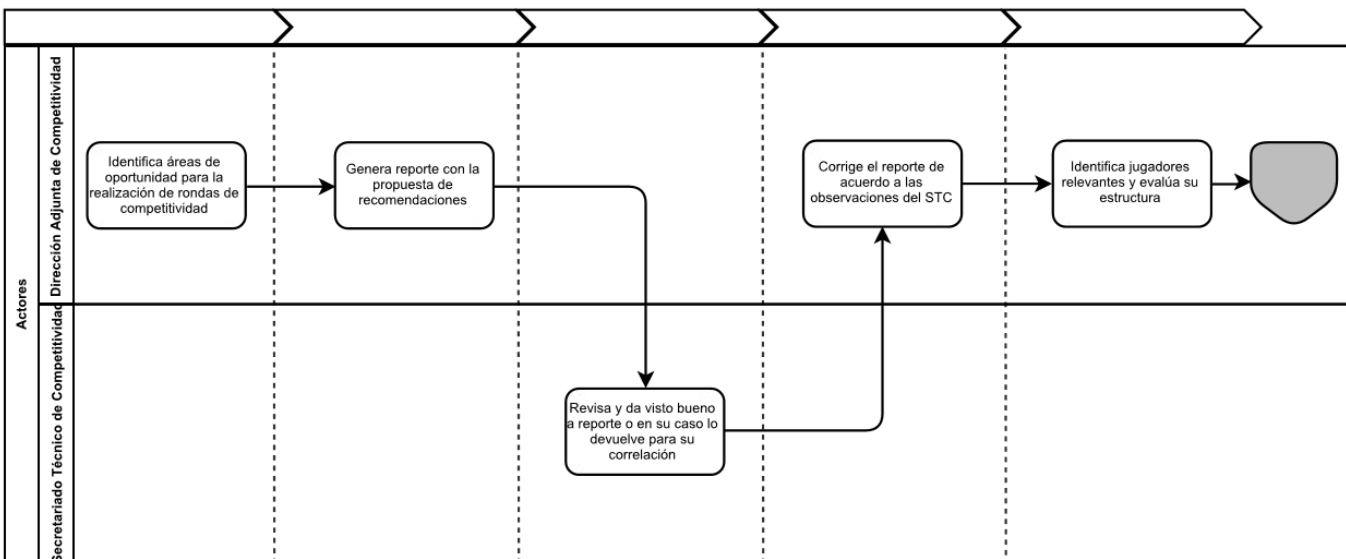 Actores
Dirección Adjunta de Competitividad
Identifica áreas de
oportunidad para la
realización de rondas de
competitividad
Genera reporte con la
propuesta de
recomendaciones
Corrige el reporte de
acuerdo a las
observaciones del STC
Identifica jugadores
relevantes y evalúa su
estructura
Secretariado Técnico de Competitividad
Revisa y da visto bueno
a reporte o en su caso lo
devuelve para su
correlación